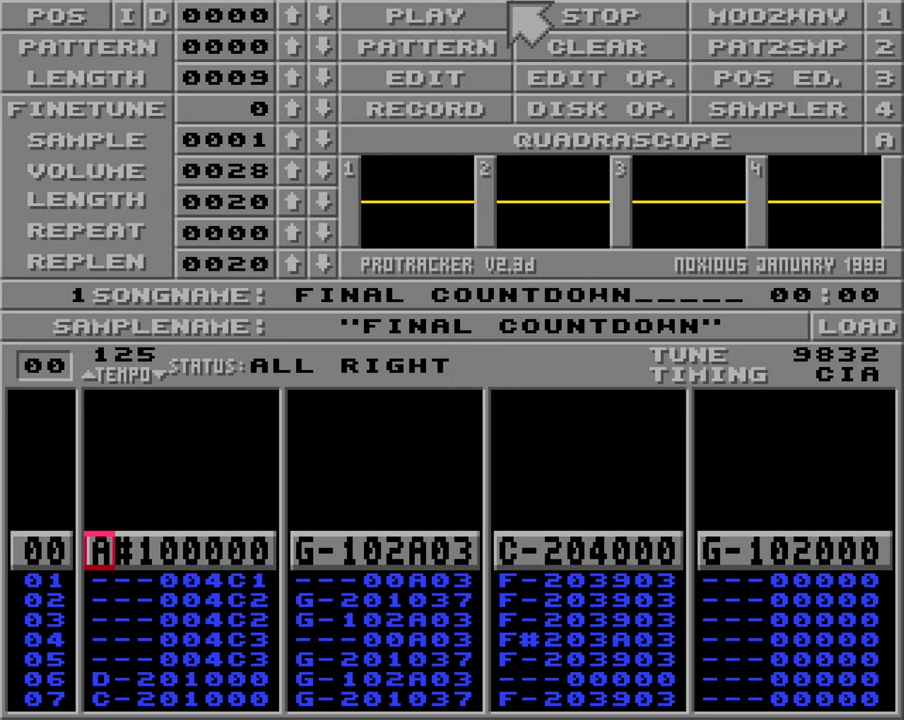 POS I D 0000 PLAY STOP MOD2WAV 1
PATTERN 0000 PATTERN CLEAR PAT2SMP 2
LENGTH 0009 EDIT EDIT OP. POS ED. 3
FINETUNE 0 RECORD DISK OP. SAMPLER 4
SAMPLE 0001 QUADRASCOPE A
VOLUME 0028 1 2 3 4
LENGTH 0020
REPEAT 0000
REPLEN 0020 PROTRACKER V2.3d NOXIOUS JANUARY 1993
1 SONGNAME: FINAL COUNTDOWN_____ 00:00
SAMPLENAME: "FINAL COUNTDOWN" LOAD
00 125 TEMPO STATUS:ALL RIGHT TUNE 9832
TIMING CIA
00 A#100000 G-102A03 C-204000 G-102000
01 ---004C1 ---00A03 F-203903 ---00000
02 ---004C2 G-201037 F-203903 ---00000
03 ---004C2 G-102A03 F-203903 ---00000
04 ---004C3 ---00A03 F#203A03 ---00000
05 ---004C3 G-201037 F-203903 ---00000
06 D-201000 G-102A03 ---00000 ---00000
07 C-201000 G-201037 F-203903 ---00000